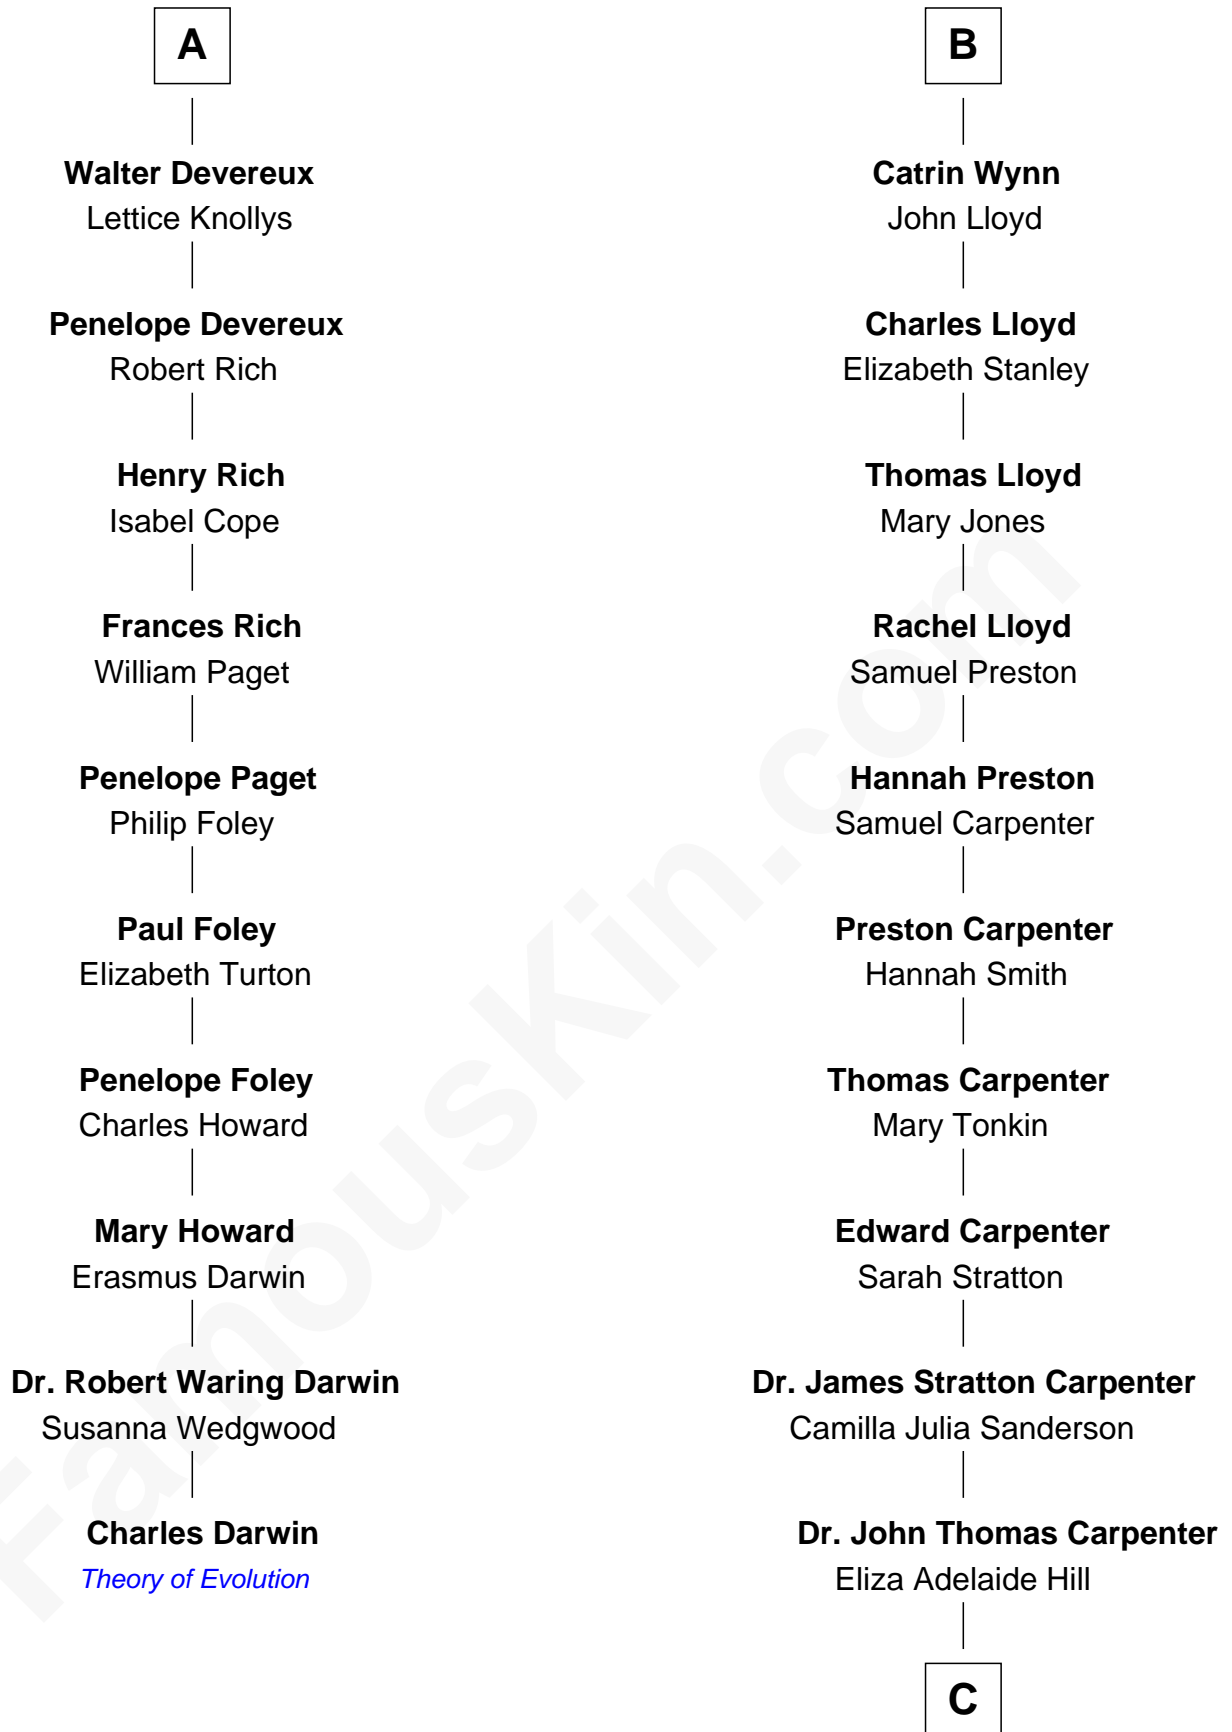 A
Walter Devereux
Lettice Knollys
Penelope Devereux
Robert Rich
Henry Rich
Isabel Cope
Frances Rich
William Paget
Penelope Paget
Philip Foley
Paul Foley
Elizabeth Turton
Penelope Foley
Charles Howard
Mary Howard
Erasmus Darwin
Dr. Robert Waring Darwin
Susanna Wedgwood
Charles Darwin
Theory of Evolution
B
Catrin Wynn
John Lloyd
Charles Lloyd
Elizabeth Stanley
Thomas Lloyd
Mary Jones
Rachel Lloyd
Samuel Preston
Hannah Preston
Samuel Carpenter
Preston Carpenter
Hannah Smith
Thomas Carpenter
Mary Tonkin
Edward Carpenter
Sarah Stratton
Dr. James Stratton Carpenter
Camilla Julia Sanderson
Dr. John Thomas Carpenter
Eliza Adelaide Hill
C
FamousKin.com